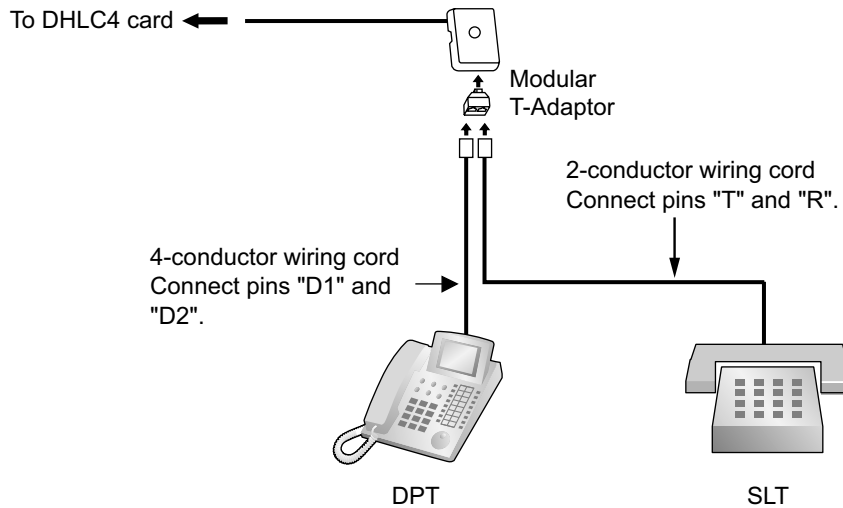 To DHLC4 card
Modular
T-Adaptor
2-conductor wiring cord
Connect pins "T" and "R".
4-conductor wiring cord
Connect pins "D1" and
"D2".
DPT
SLT